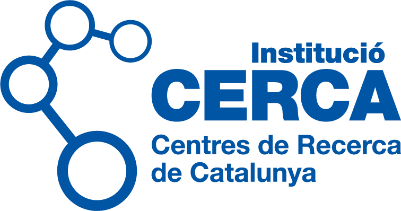 Institució
CERCA
Centres de Recerca
de Catalunya